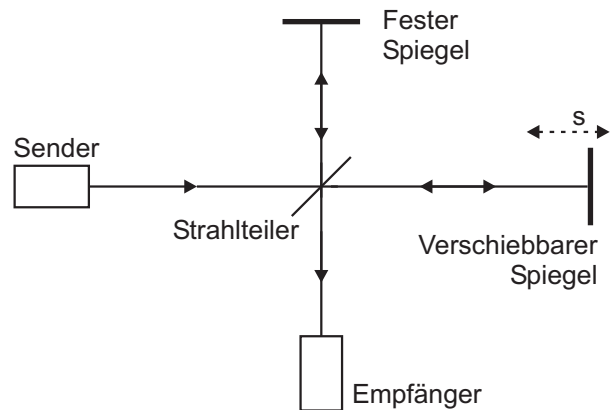 Fester
Spiegel
s
Sender
Strahlteiler
Verschiebbarer
Spiegel
Empfänger